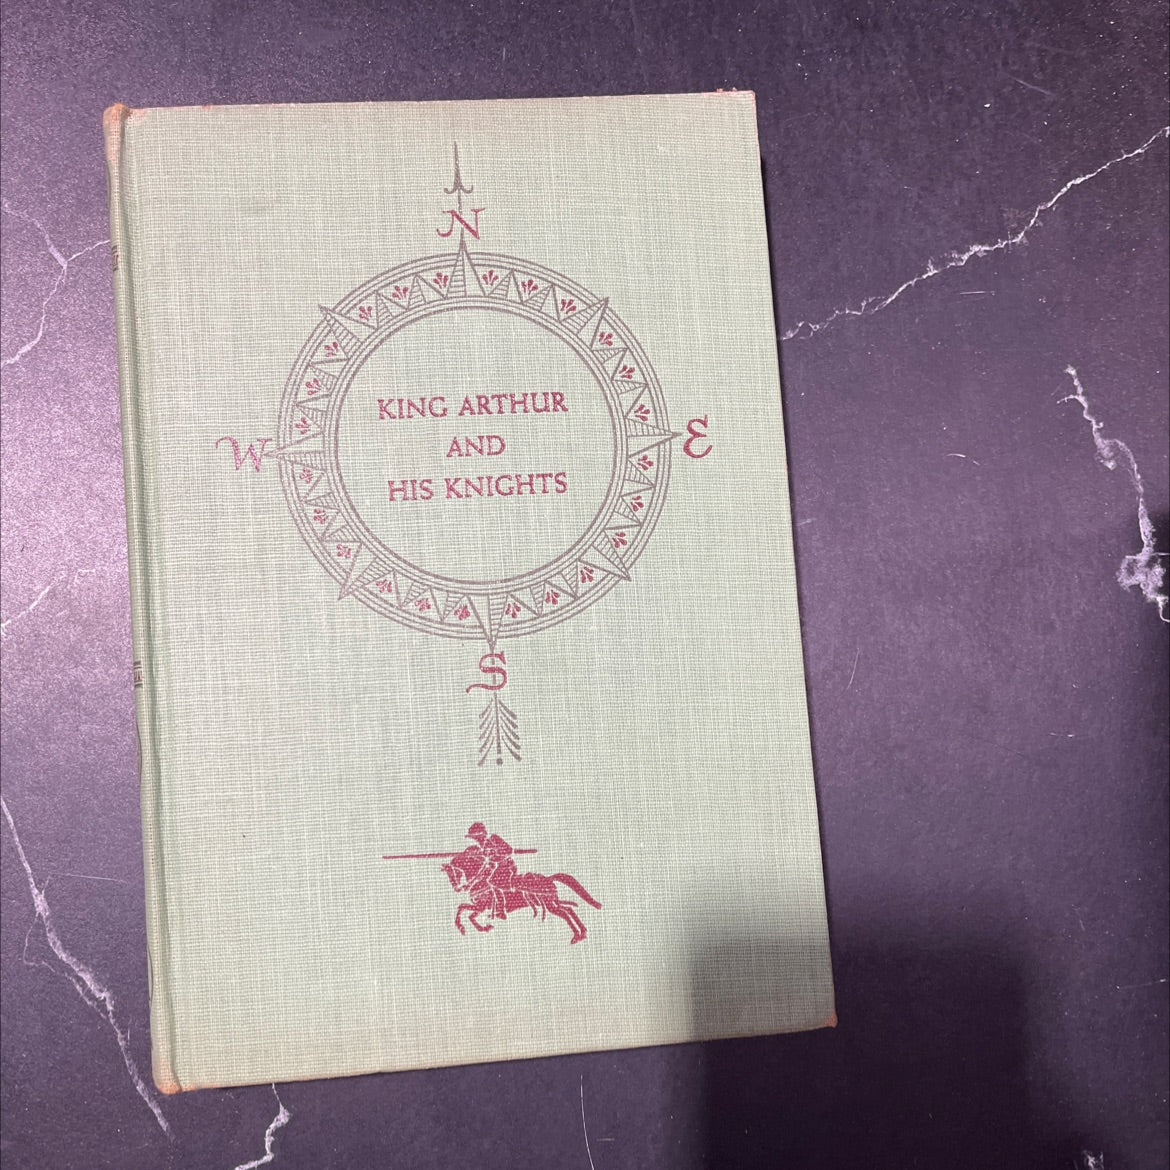 N
KING ARTHUR
W AND E
HIS KNIGHTS
S